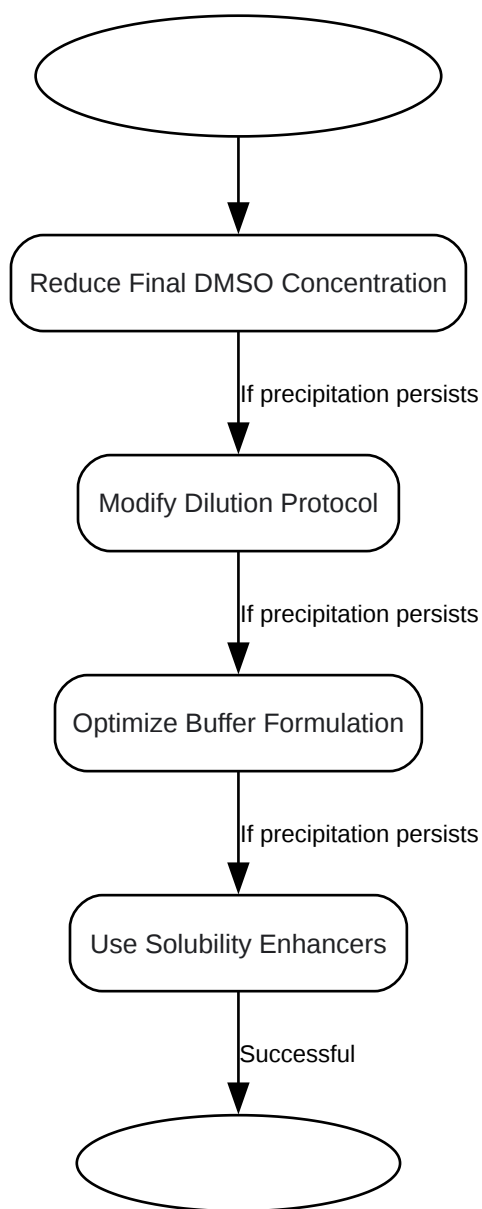 Reduce Final DMSO Concentration
If precipitation persists
Modify Dilution Protocol
If precipitation persists
Optimize Buffer Formulation
If precipitation persists
Use Solubility Enhancers
Successful